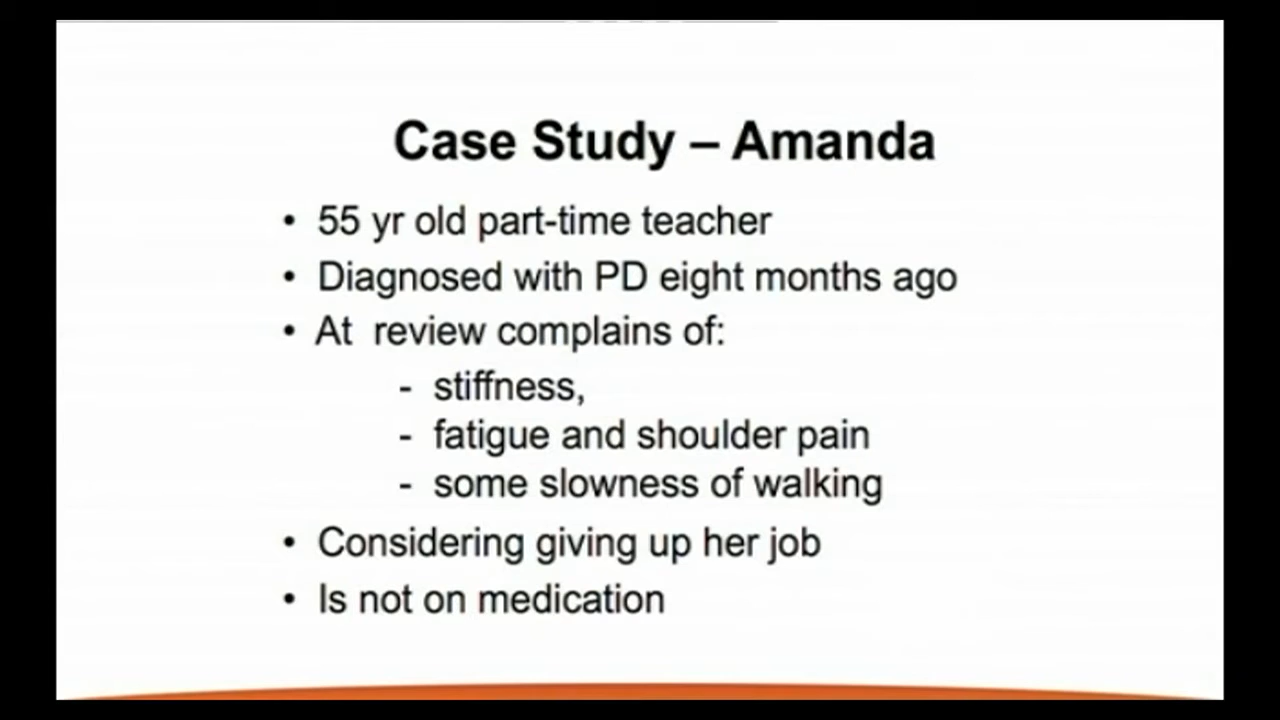 Case Study – Amanda
• 55 yr old part-time teacher
• Diagnosed with PD eight months ago
• At review complains of:
- stiffness,
- fatigue and shoulder pain
- some slowness of walking
• Considering giving up her job
• Is not on medication